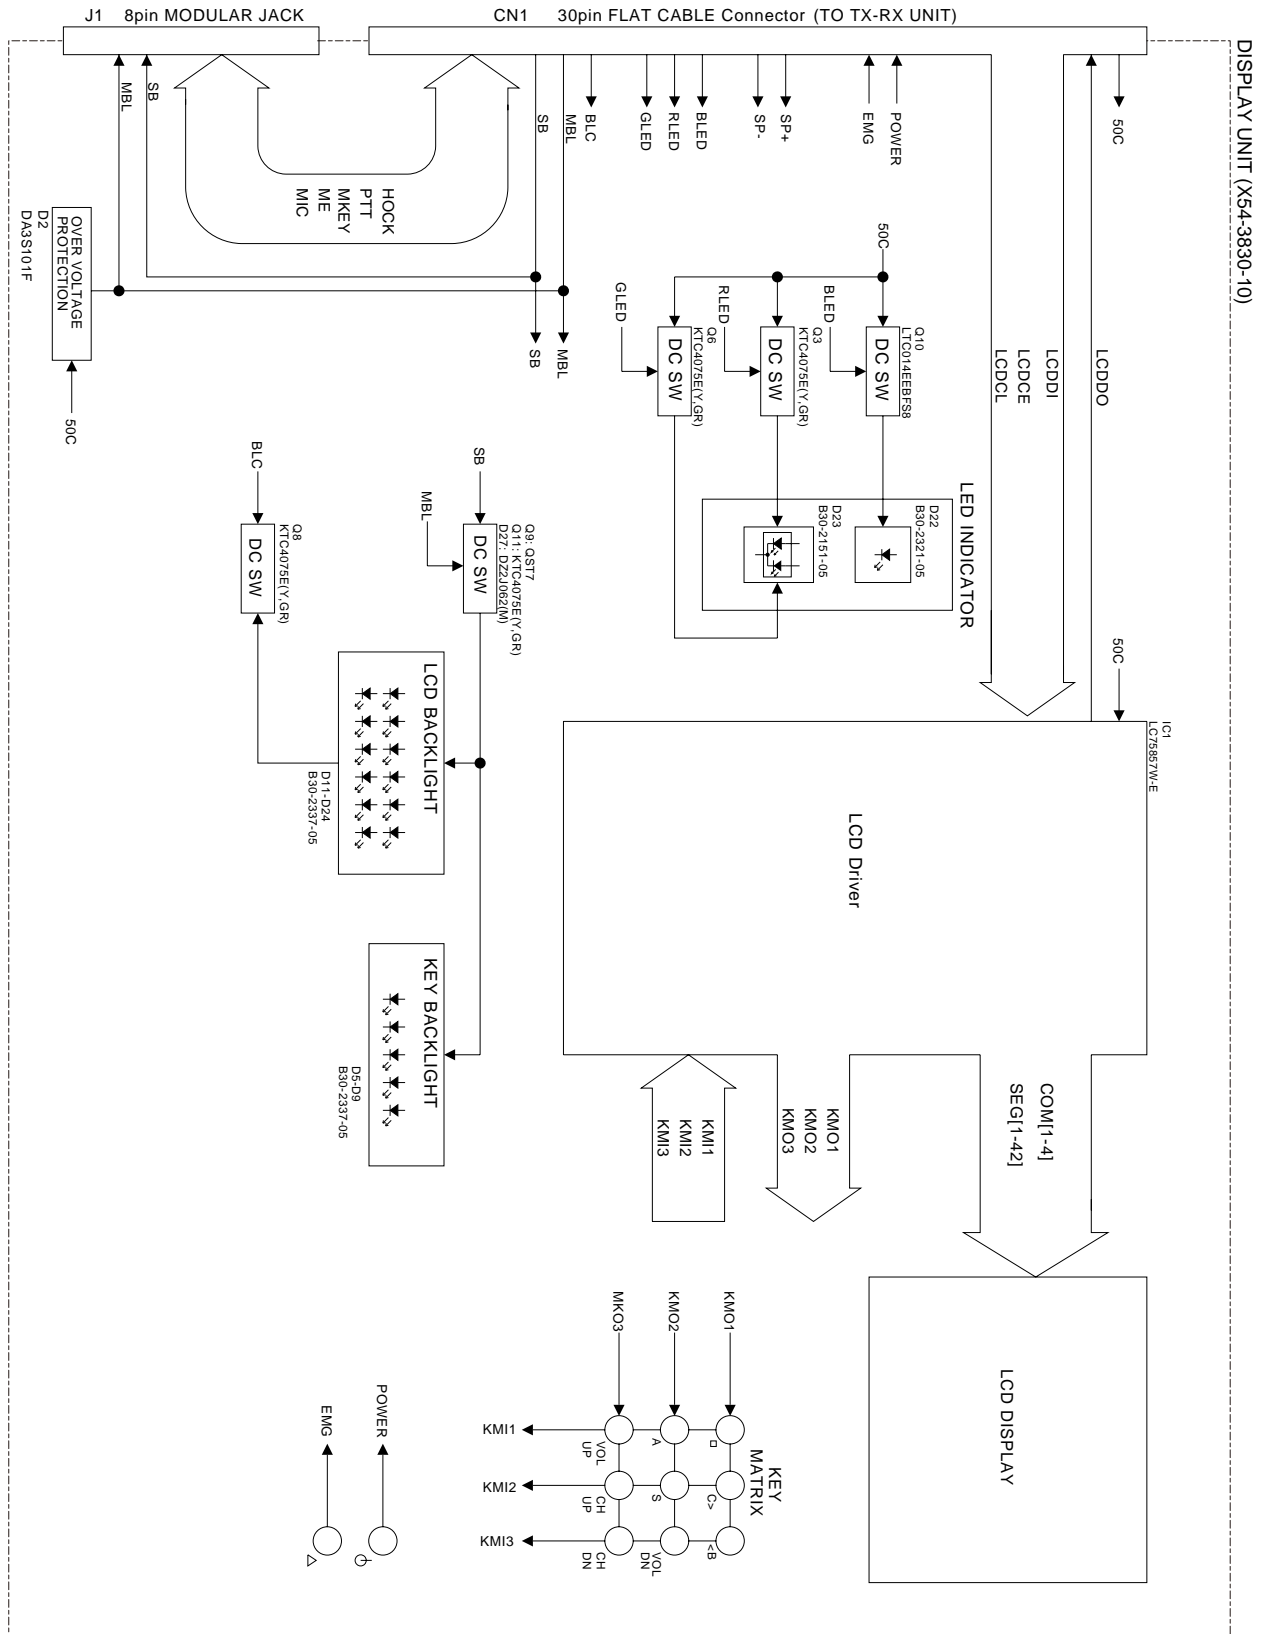 J1 8pin MODULAR JACK
CN1 30pin FLAT CABLE Connector (TO TX-RX UNIT)
DISPLAY UNIT (X54-3830-10)
MBL
SB
HOCK
PTT
MKEY
ME
MIC
SB
MBL
BLC
GLED
RLED
BLED
SP-
SP+
EMG
POWER
50C
OVER VOLTAGE
PROTECTION
D2
DA3S101F
50C
SB
MBL
50C
GLED
RLED
BLED
Q6
KTC4075E(Y,GR)
DC SW
Q3
KTC4075E(Y,GR)
DC SW
Q10
LTC014EEBFS8
DC SW
LCDDO
LCDDI
LCDCE
LCDCL
LED INDICATOR
D23
B30-2151-05
D22
B30-2321-05
BLC
Q8
KTC4075E(Y,GR)
DC SW
SB
MBL
Q9: QST7
Q11: KTC4075E(Y,GR)
D27: DZ2J062(M)
DC SW
50C
IC1
LC75857W-E
LCD Driver
LCD BACKLIGHT
D11-D24
B30-2337-05
KEY BACKLIGHT
D5-D9
B30-2337-05
KMI1
KMI2
KMI3
KMO1
KMO2
KMO3
COM[1-4]
SEG[1-42]
LCD DISPLAY
MKO3
KMO2
KMO1
KEY
MATRIX
KMI1
VOL
UP
A
KMI2
CH
UP
S
C>
KMI3
CH
DN
VOL
DN
<B
EMG
POWER